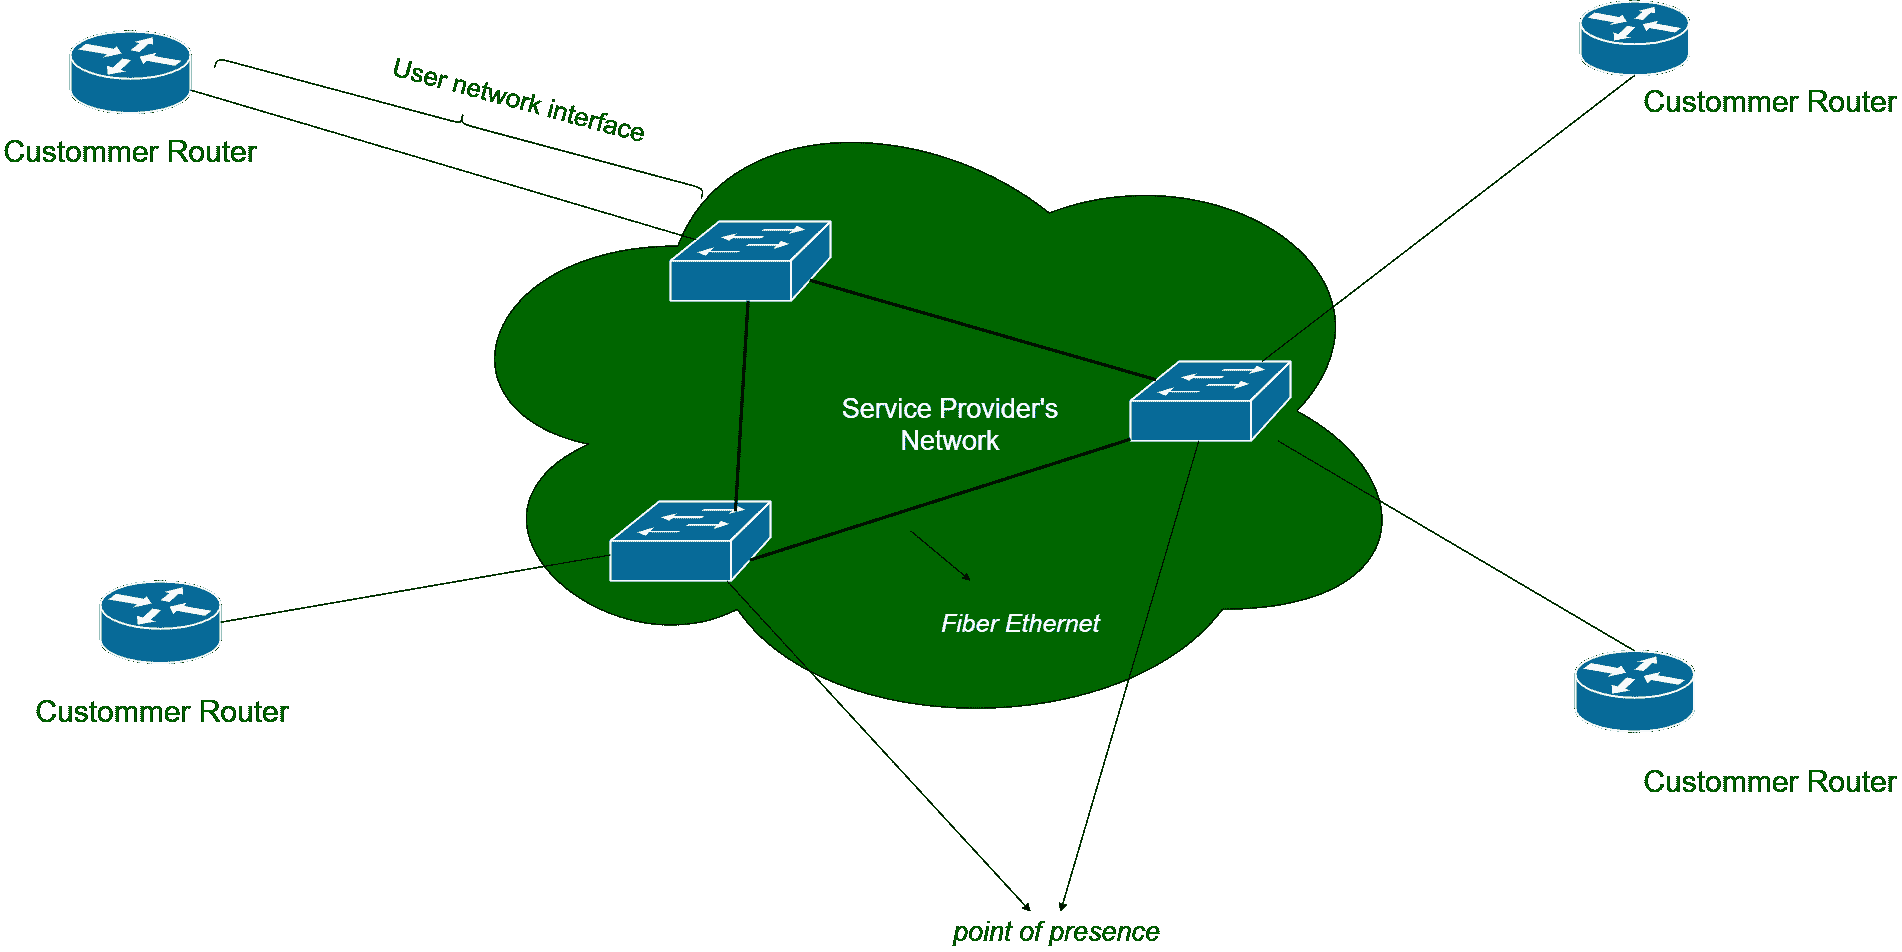 User network interface
Custommer Router
Custommer Router
Service Provider's
Network
Fiber Ethernet
Custommer Router
Custommer Router
point of presence